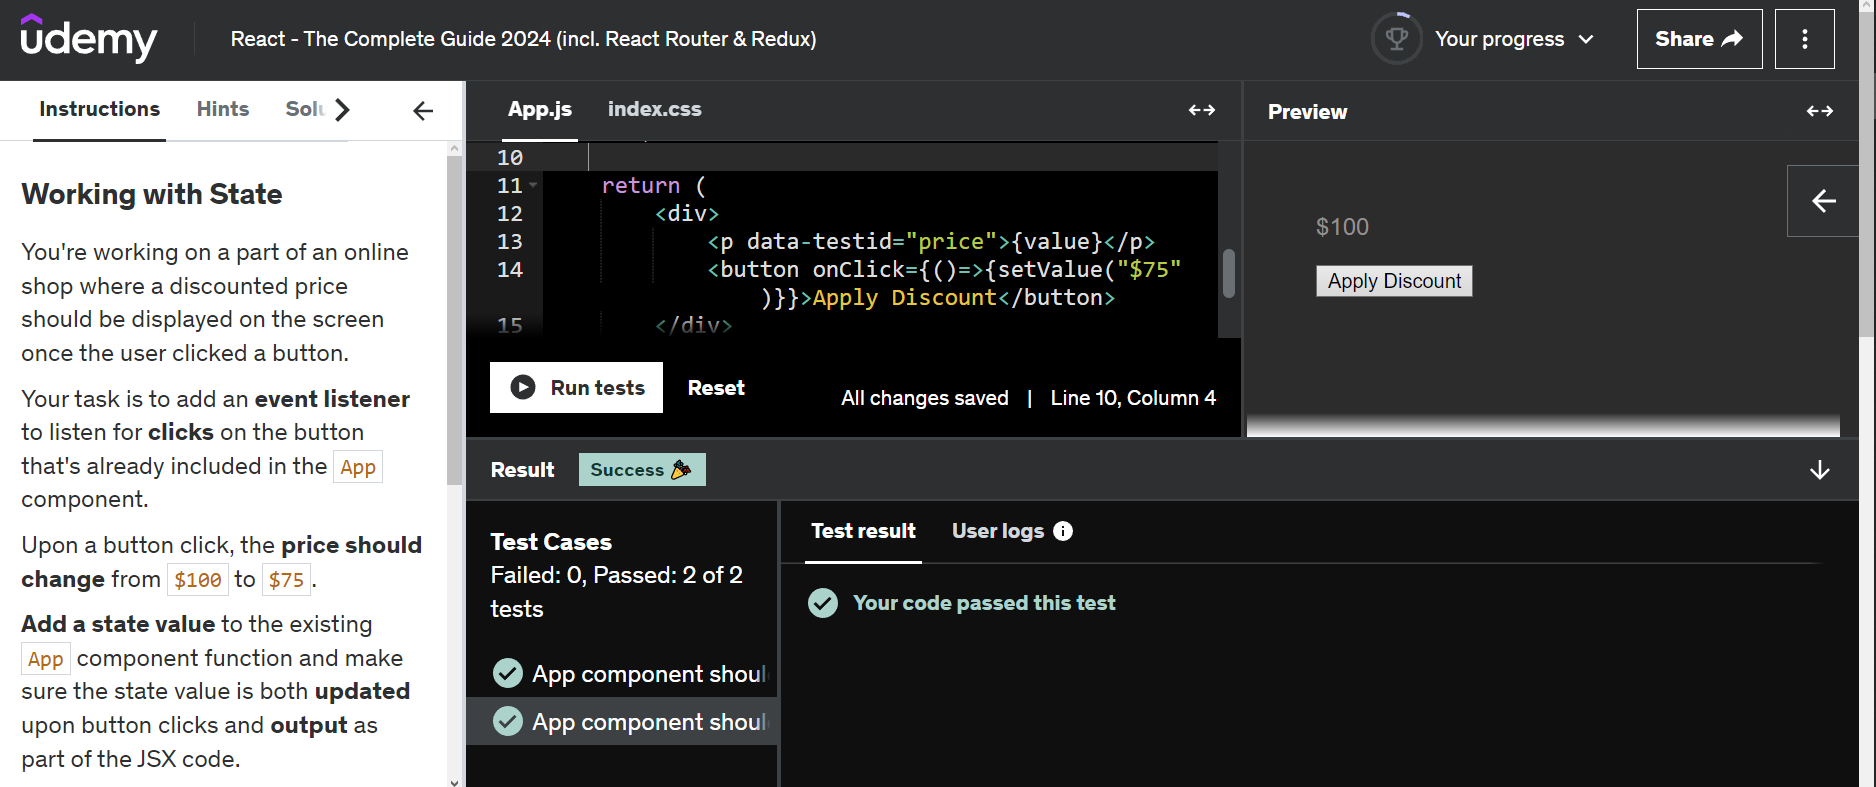 udemy
React - The Complete Guide 2024 (incl. React Router & Redux)
Your progress
Share
Instructions
Hints
Working with State
You're working on a part of an online
shop where a discounted price
should be displayed on the screen
once the user clicked a button.
Your task is to add an event listener
to listen for clicks on the button
that's already included in the App
component.
Upon a button click, the price should
change from $100 to $75.
Add a state value to the existing
App component function and make
sure the state value is both updated
upon button clicks and output as
part of the JSX code.
App.js
index.css
10
11 return (
12 <div>
13 <p data-testid="price">{value}</p>
14 <button onClick={()=>{setValue("$75"
)}}>Apply Discount</button>
15 </div>
Run tests
Reset
All changes saved | Line 10, Column 4
Preview
$100
Apply Discount
Result
Success
Test Cases
Failed: 0, Passed: 2 of 2
tests
App component shoul
App component shoul
Test result
User logs
Your code passed this test